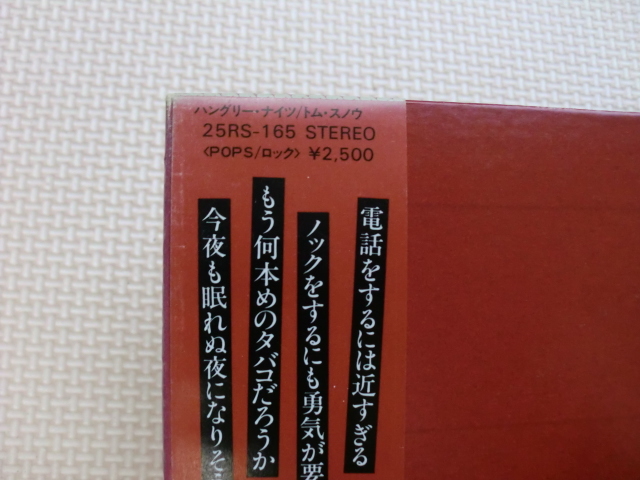 ハングリー・ナイツ/トム・スノウ
25RS-165 STEREO
〈POPS/ロック〉 ¥2,500
電話をするには近すぎる
ノックをするにも勇気が要
もう何本めのタバコだろうか
今夜も眠れぬ夜になりそ